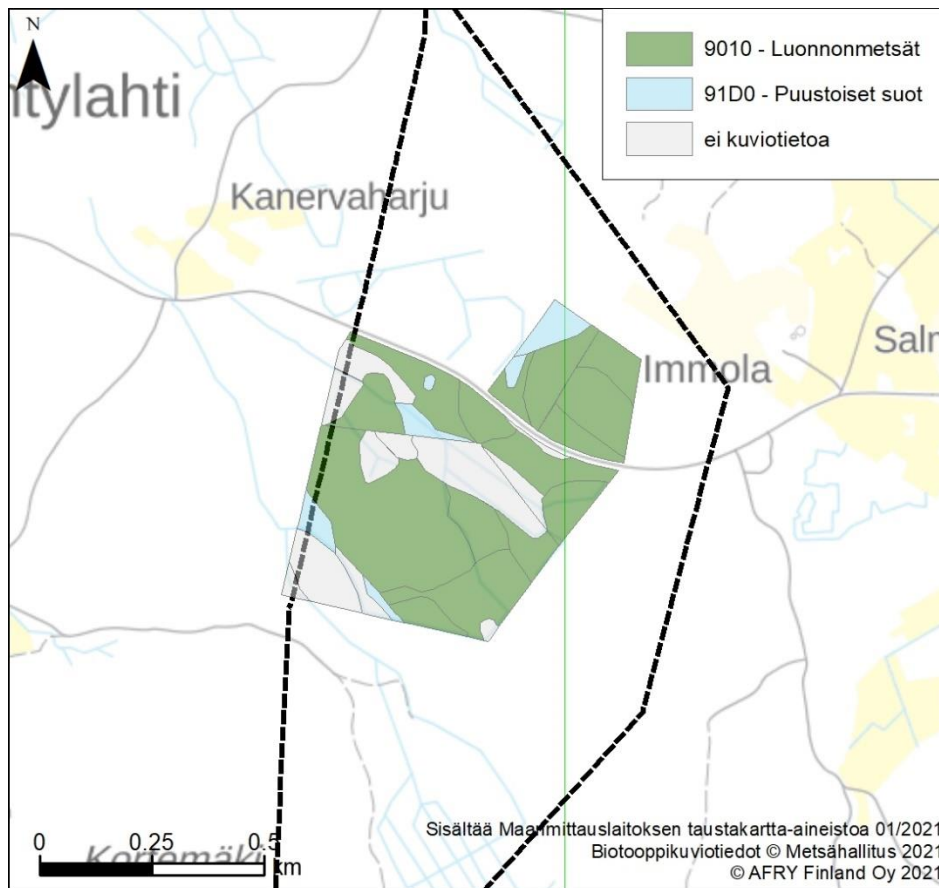 N
ntylahti
Kanervaharju
Immola
Salm
9010 - Luonnonmetsät
91D0 - Puustoiset suot
ei kuviotietoa
Kortemäki
0 0.25 0.5
km
Sisältää Maanmittauslaitoksen taustakartta-aineistoa 01/2021
Biotooppikuviotiedot © Metsähallitus 2021
© AFRY Finland Oy 2021